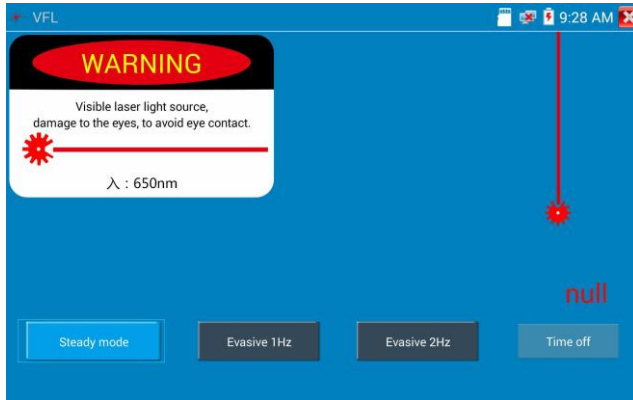 VFL
9:28 AM
WARNING
Visible laser light source,
damage to the eyes, to avoid eye contact.
入 : 650nm
null
Steady mode
Evasive 1Hz
Evasive 2Hz
Time off